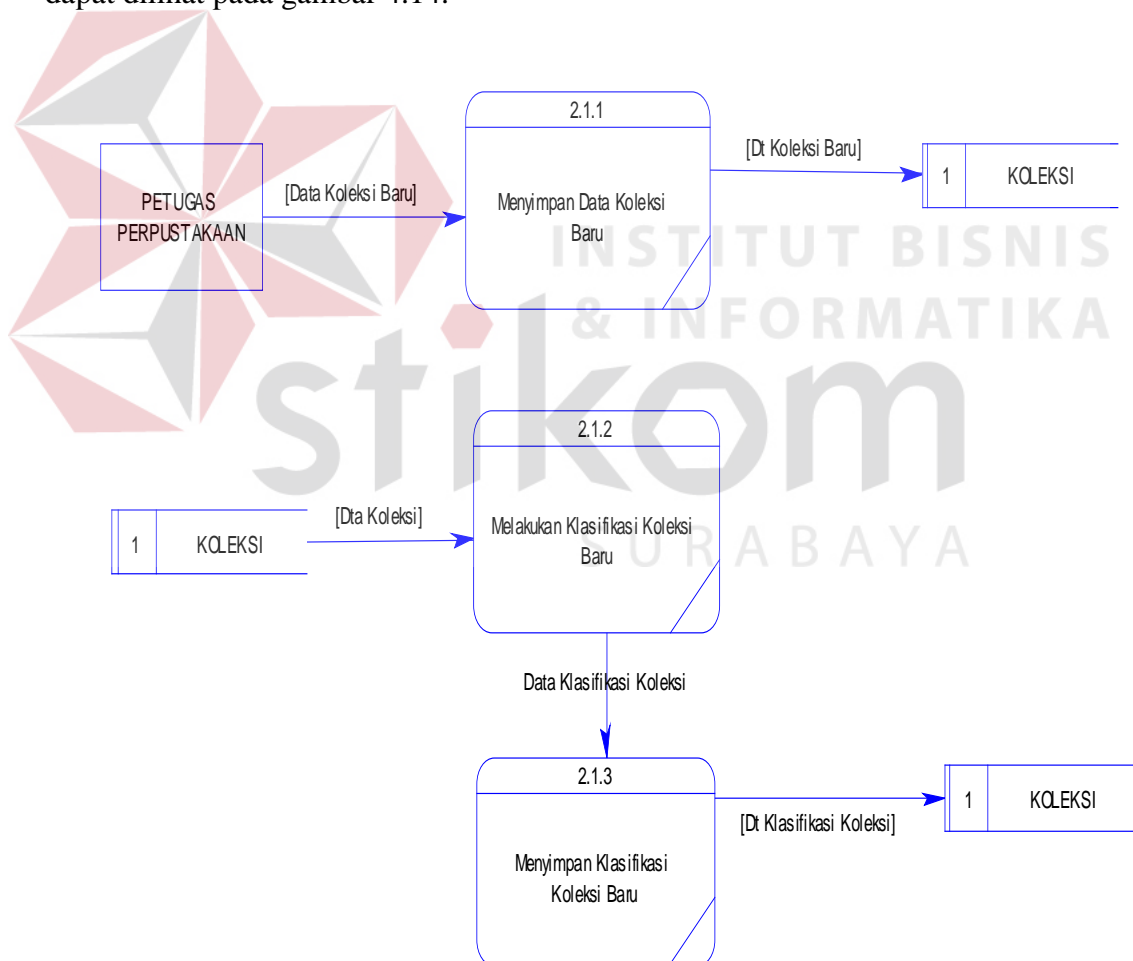 dapat dilihat pada gambar 4.14.
2.1.1
[Data Koleksi Baru]
[Dt Koleksi Baru]
PETUGAS
PERPUSTAKAAN
Menyimpan Data Koleksi
Baru
1 KOLEKSI
INSTITUT BISNIS
& INFORMATIKA
stikom
SURABAYA
2.1.2
[Dta Koleksi]
1 KOLEKSI
Melakukan Klasifikasi Koleksi
Baru
Data Klasifikasi Koleksi
2.1.3
Menyimpan Klasifikasi
Koleksi Baru
[Dt Klasifikasi Koleksi]
1 KOLEKSI